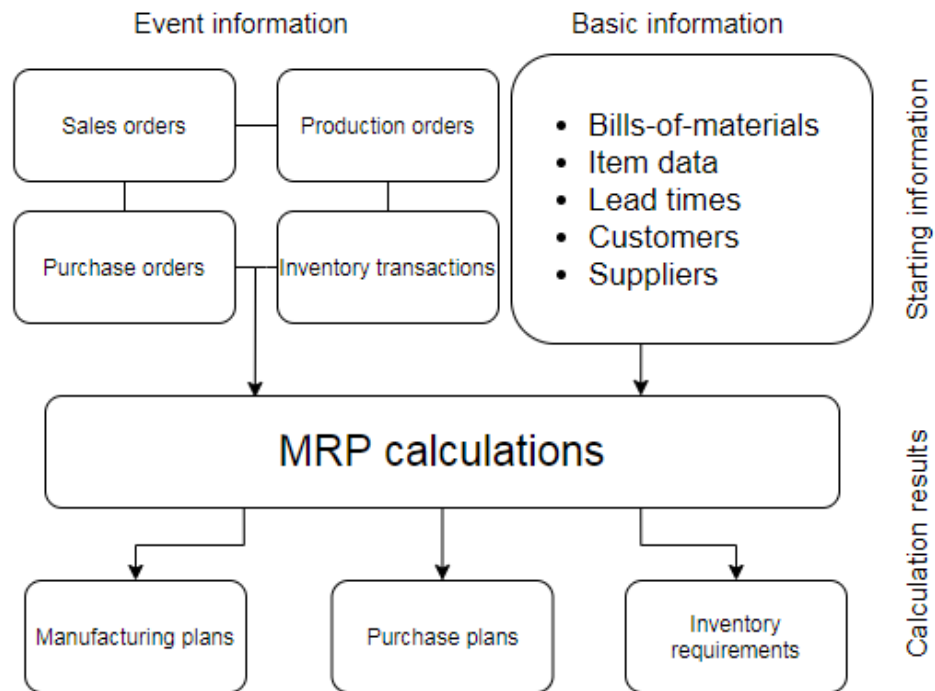 Event information
Basic information
Sales orders
Production orders
Purchase orders
Inventory transactions
• Bills-of-materials
• Item data
• Lead times
• Customers
• Suppliers
Starting information
MRP calculations
Manufacturing plans
Purchase plans
Inventory
requirements
Calculation results